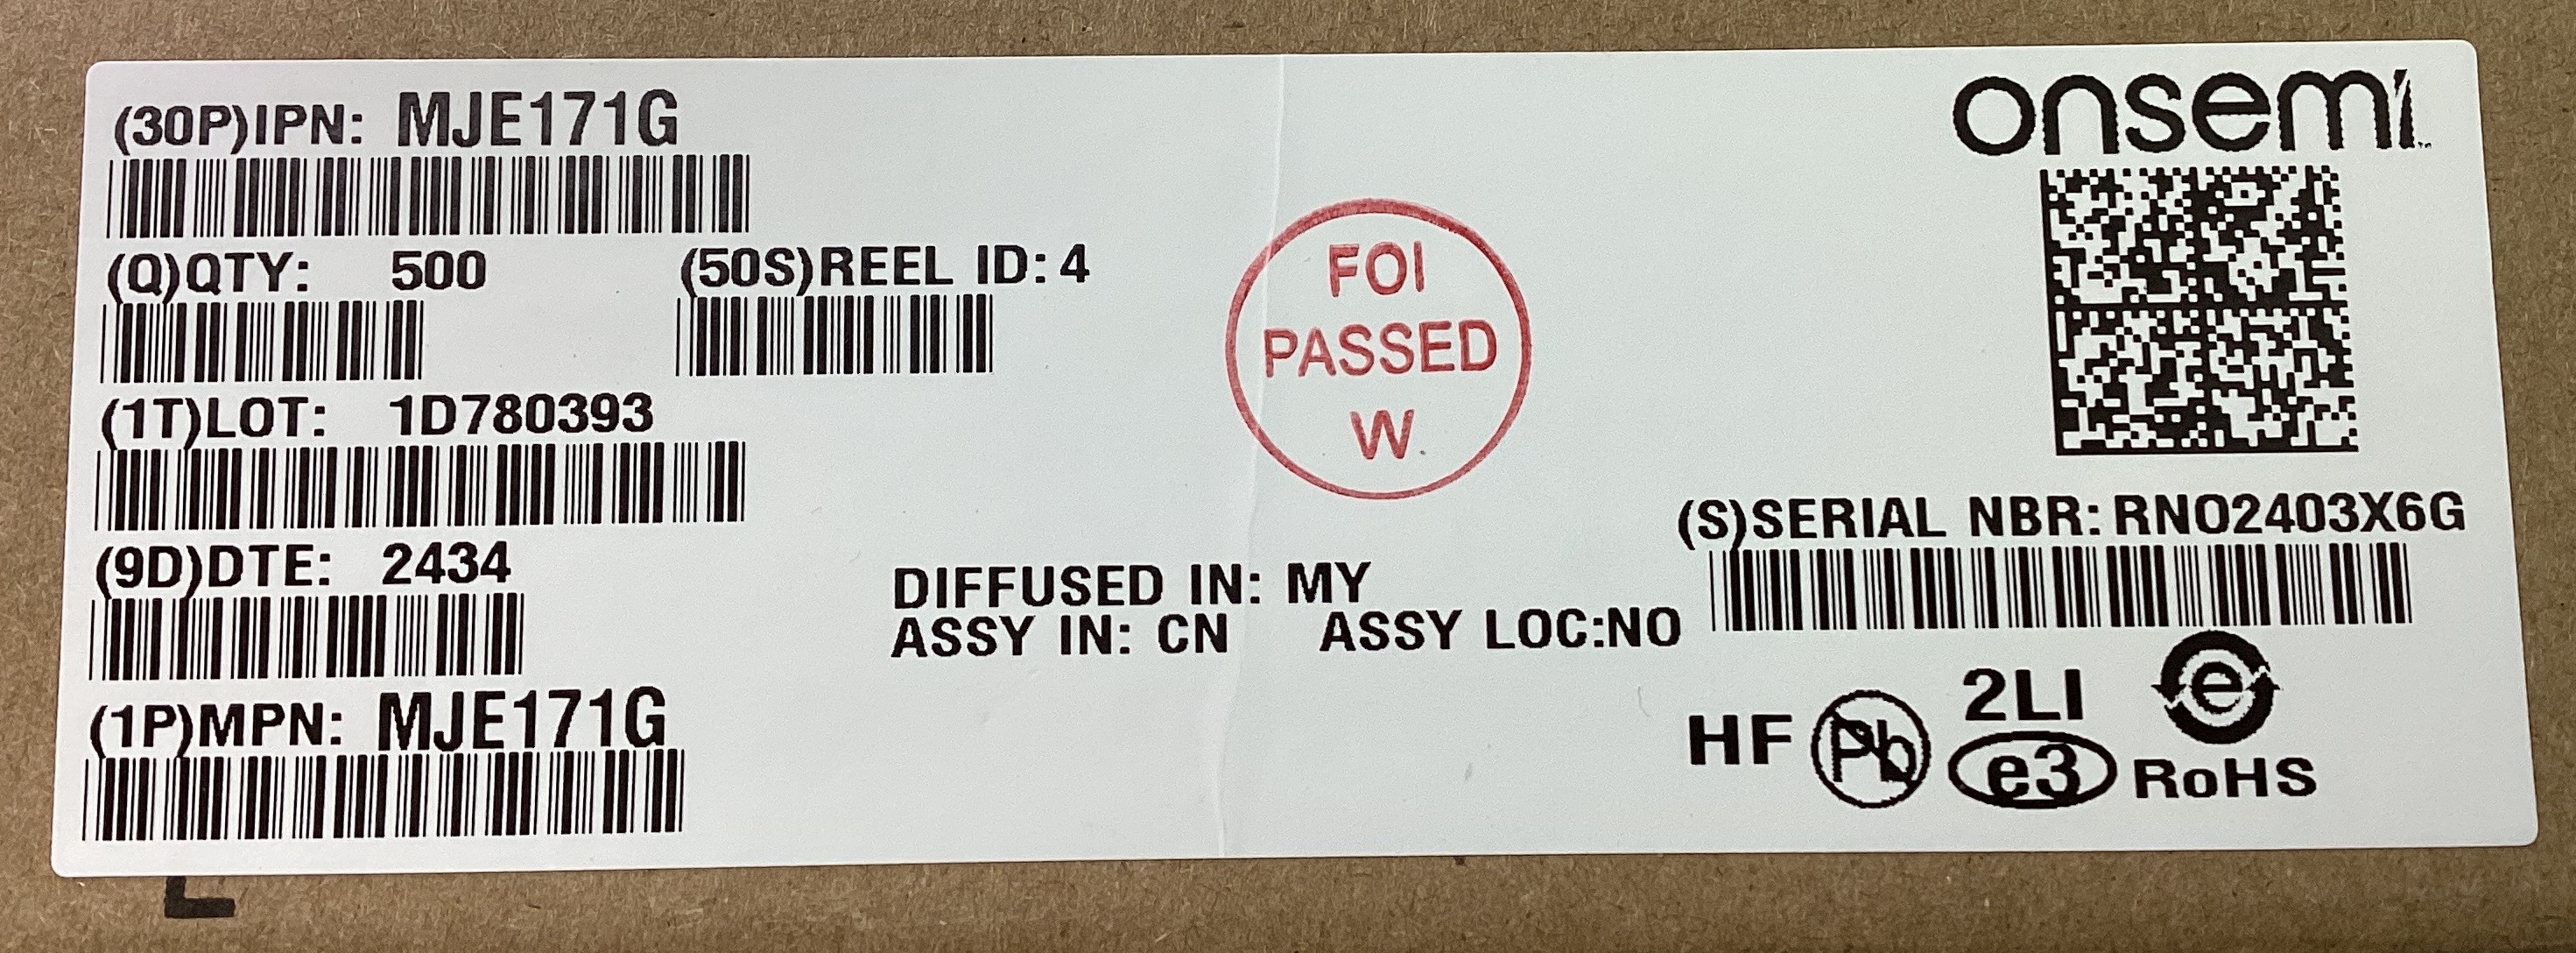 (30P)IPN: MJE171G
onsemi
(Q)QTY: 500
(50S)REEL ID: 4
FOI
PASSED
W
(1T)LOT: 1D780393
(S)SERIAL NBR: RNO2403X6G
(9D)DTE: 2434
DIFFUSED IN: MY
ASSY IN: CN ASSY LOC:NO
(1P)MPN: MJE171G
HF Pb 2LI e3 e RoHS